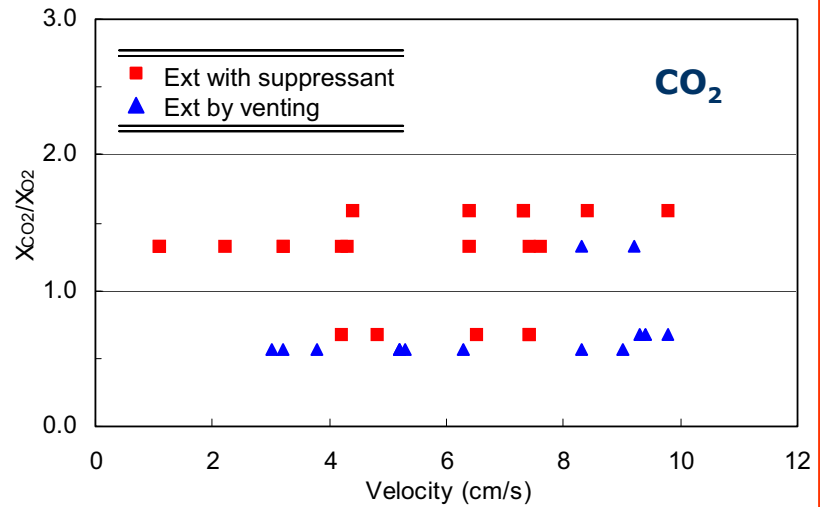 3.0
Ext with suppressant
Ext by venting
CO2
2.0
XCO2/XO2
1.0
0.0
0 2 4 6 8 10 12
Velocity (cm/s)